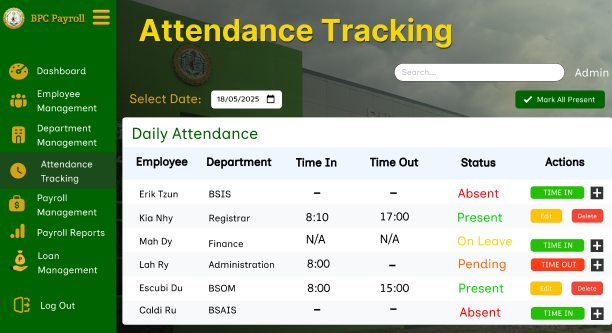 BPC Payroll
Attendance Tracking
Search...
Admin
Dashboard
Employee
Management
Department
Management
Attendance
Tracking
Payroll
Management
Payroll Reports
Loan
Management
Log Out
Select Date: 18/05/2025
Mark All Present
Daily Attendance
Employee Department Time In Time Out Status Actions
Erik Tzun BSIS – – Absent TIME IN
Kia Nhy Registrar 8:10 17:00 Present Edit Delete
Mah Dy Finance N/A N/A On Leave TIME IN
Lah Ry Administration 8:00 – Pending TIME OUT
Escubi Du BSOM 8:00 15:00 Present Edit Delete
Caldi Ru BSAIS – – Absent TIME IN